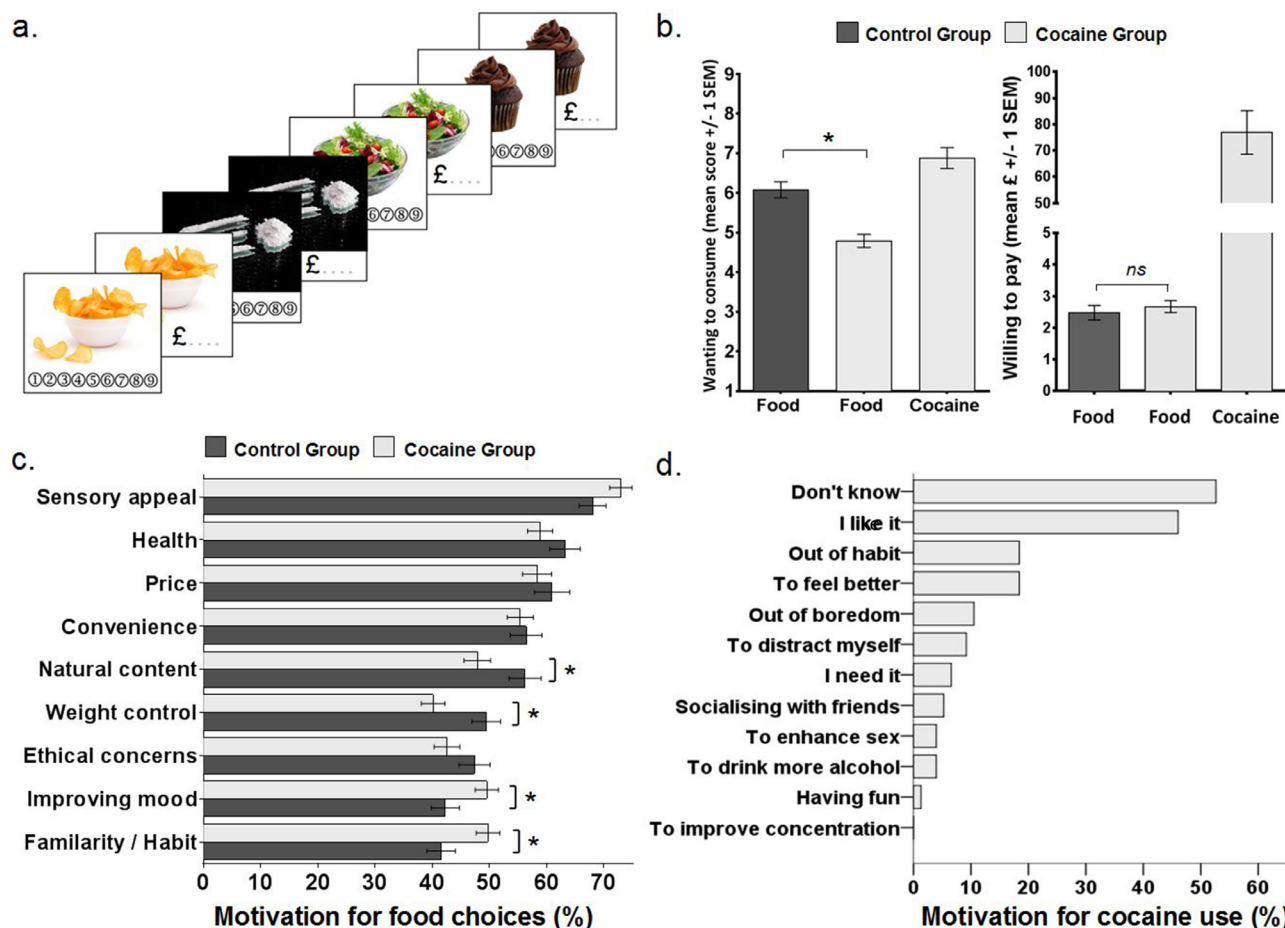 a.
£....
①②③④⑤⑥⑦⑧⑨
£....
⑥⑦⑧⑨
£....
⑥⑦⑧⑨
£....
⑥⑦⑧⑨
£...
b.
Control Group
Cocaine Group
Wanting to consume (mean score +/- 1 SEM)
9
8
7
6
5
4
3
2
1
*
Food
Food
Cocaine
Willing to pay (mean £ +/- 1 SEM)
100
90
80
70
60
50
5
4
3
2
1
0
ns
Food
Food
Cocaine
c.
Cocaine Group
Control Group
Sensory appeal
Health
Price
Convenience
Natural content
*
Weight control
*
Ethical concerns
Improving mood
*
Familarity / Habit
*
0 10 20 30 40 50 60 70
Motivation for food choices (%)
d.
Don't know
I like it
Out of habit
To feel better
Out of boredom
To distract myself
I need it
Socialising with friends
To enhance sex
To drink more alcohol
Having fun
To improve concentration
0 10 20 30 40 50 60
Motivation for cocaine use (%)